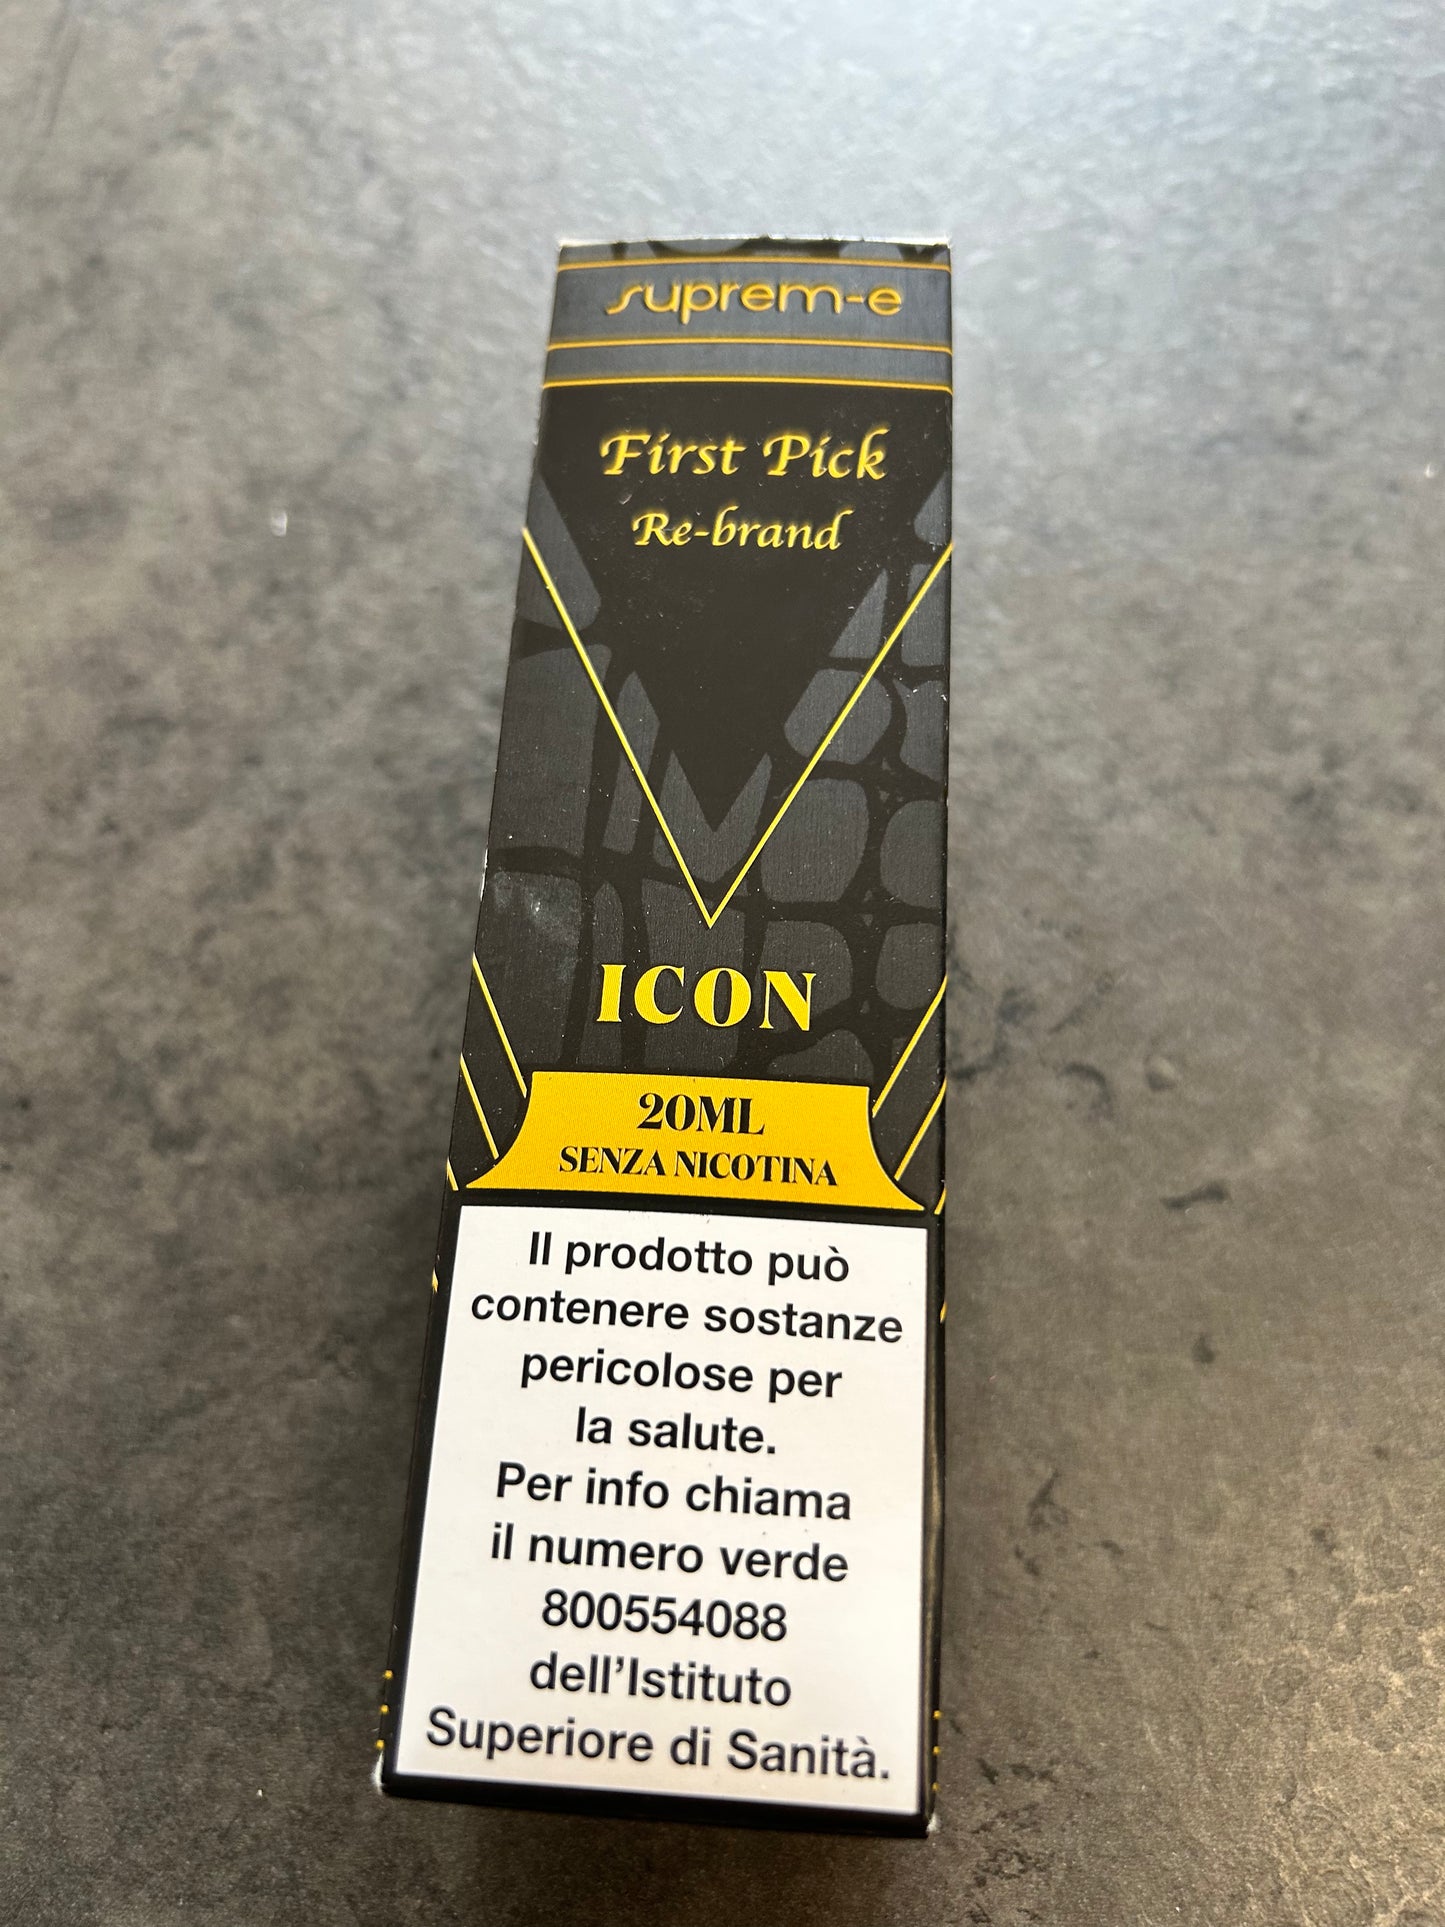 suprem-e
First Pick
Re-brand
ICON
20ML
SENZA NICOTINA
Il prodotto può
contenere sostanze
pericolose per
la salute.
Per info chiama
il numero verde
800554088
dell'Istituto
Superiore di Sanità.